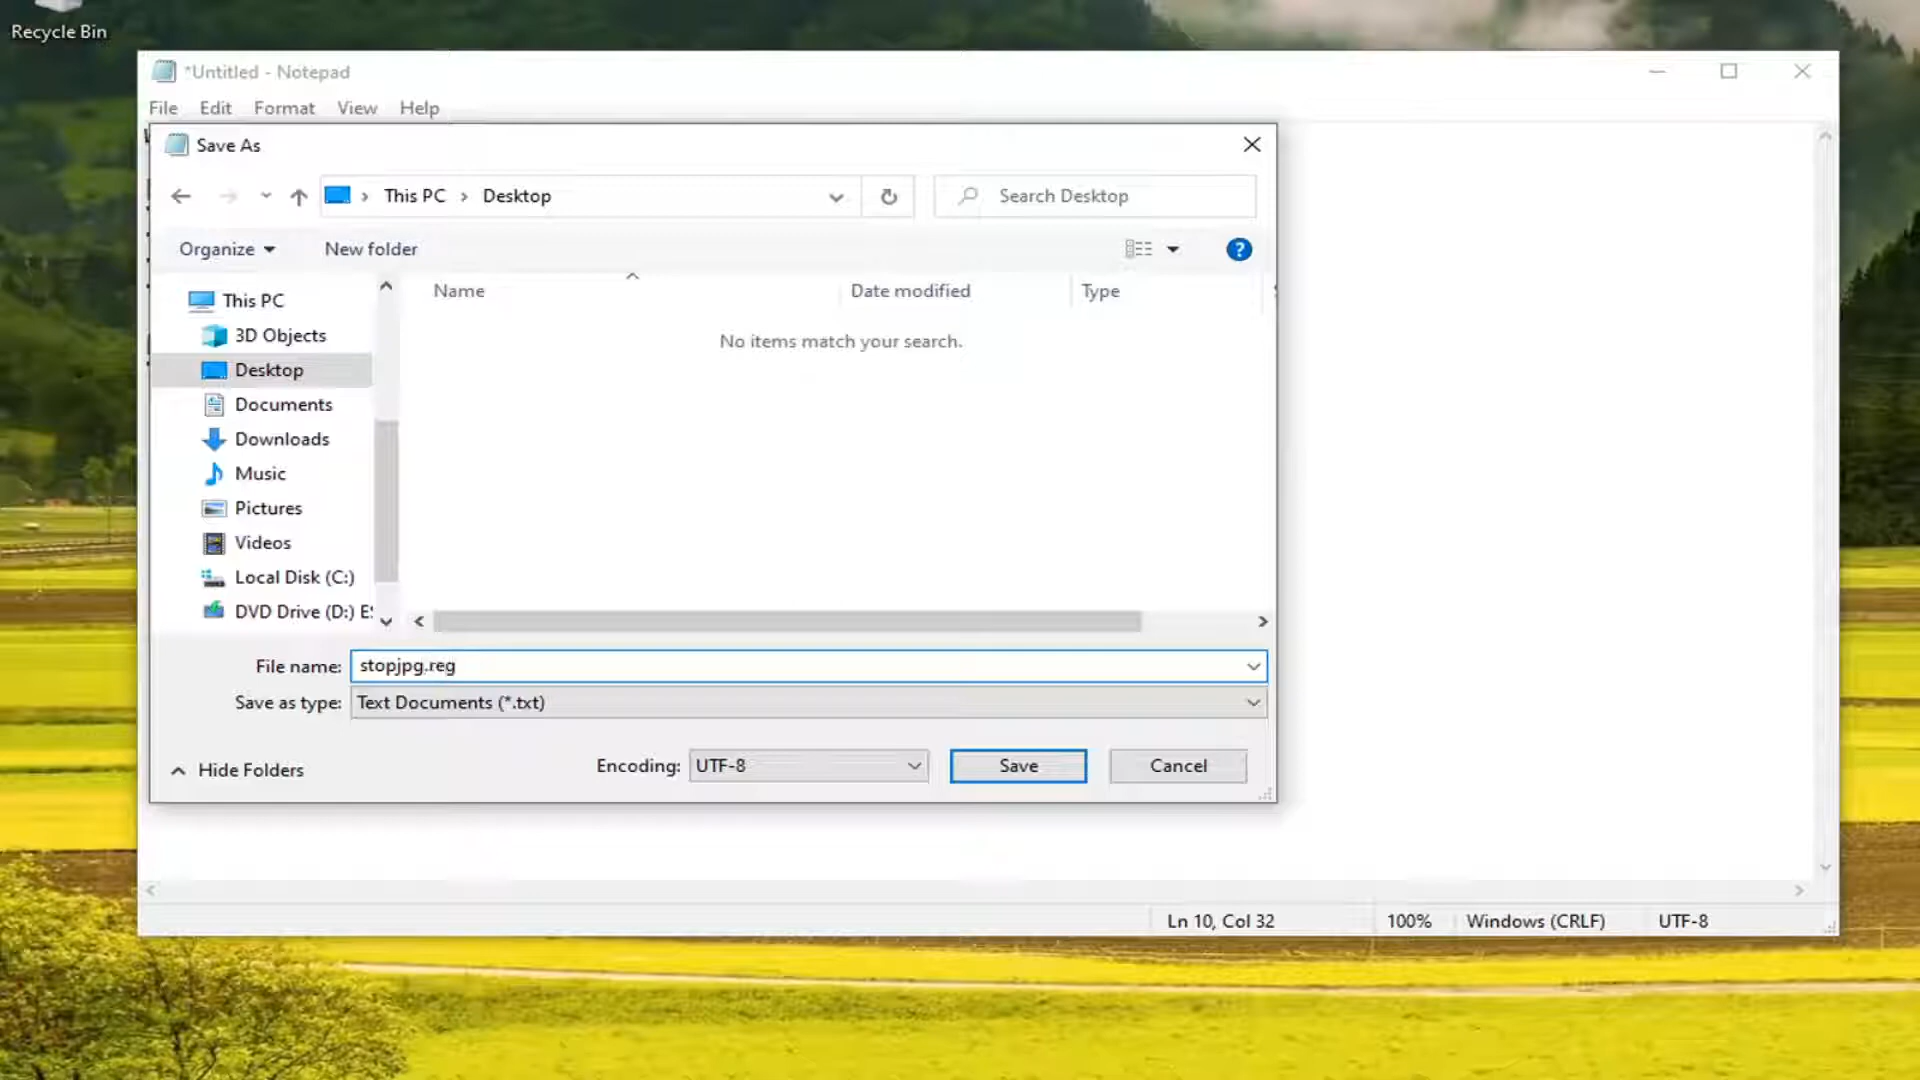 Recycle Bin
*Untitled - Notepad
File Edit Format View Help
Save As
This PC Desktop
Search Desktop
Organize New folder
Name Date modified Type
No items match your search.
This PC
3D Objects
Desktop
Documents
Downloads
Music
Pictures
Videos
Local Disk (C:)
DVD Drive (D:) E
File name: stopjpg.reg
Save as type: Text Documents (*.txt)
Hide Folders
Encoding: UTF-8
Save
Cancel
Ln 10, Col 32 100% Windows (CRLF) UTF-8